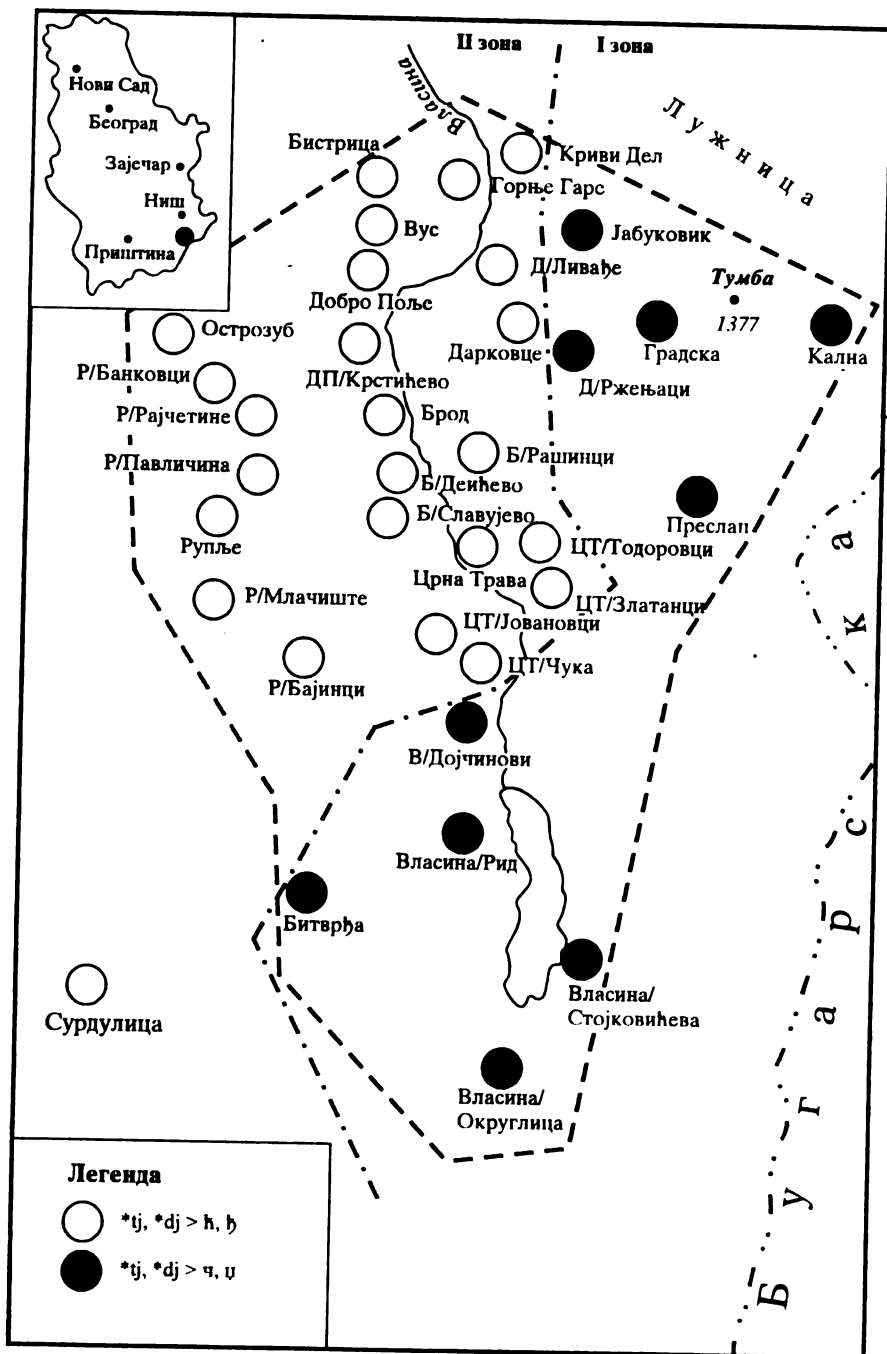 II зона
I зона
Нови Сад
Београд
Зајечар
Ниш
Приштина
Власина
Лужница
Бистрица
Криви Дел
Горње Гарє
Вус
Јабуковик
Д/Ливађе
Добро Поље
Тумба
1377
Острозуб
Дарковце
Градска
Кална
Р/Банковци
ДП/Крстићево
Д/Ржењаци
Р/Рајчетине
Брод
Р/Павличина
Б/Рашинци
Б/Деићево
Б/Славујево
Преслап
Рупље
ЦТ/Тодоровци
Црна Трава
Р/Млачиште
ЦТ/Златанци
ЦТ/Јовановци
Р/Бајинци
ЦТ/Чука
В/Дојчинови
Власина/Рид
Битврђа
Власина/
Стојковићева
Сурдулица
Власина/
Округлица
Бугарска
Легенда
*tj, *dj > ћ, ђ
*tj, *dj > ч, џ